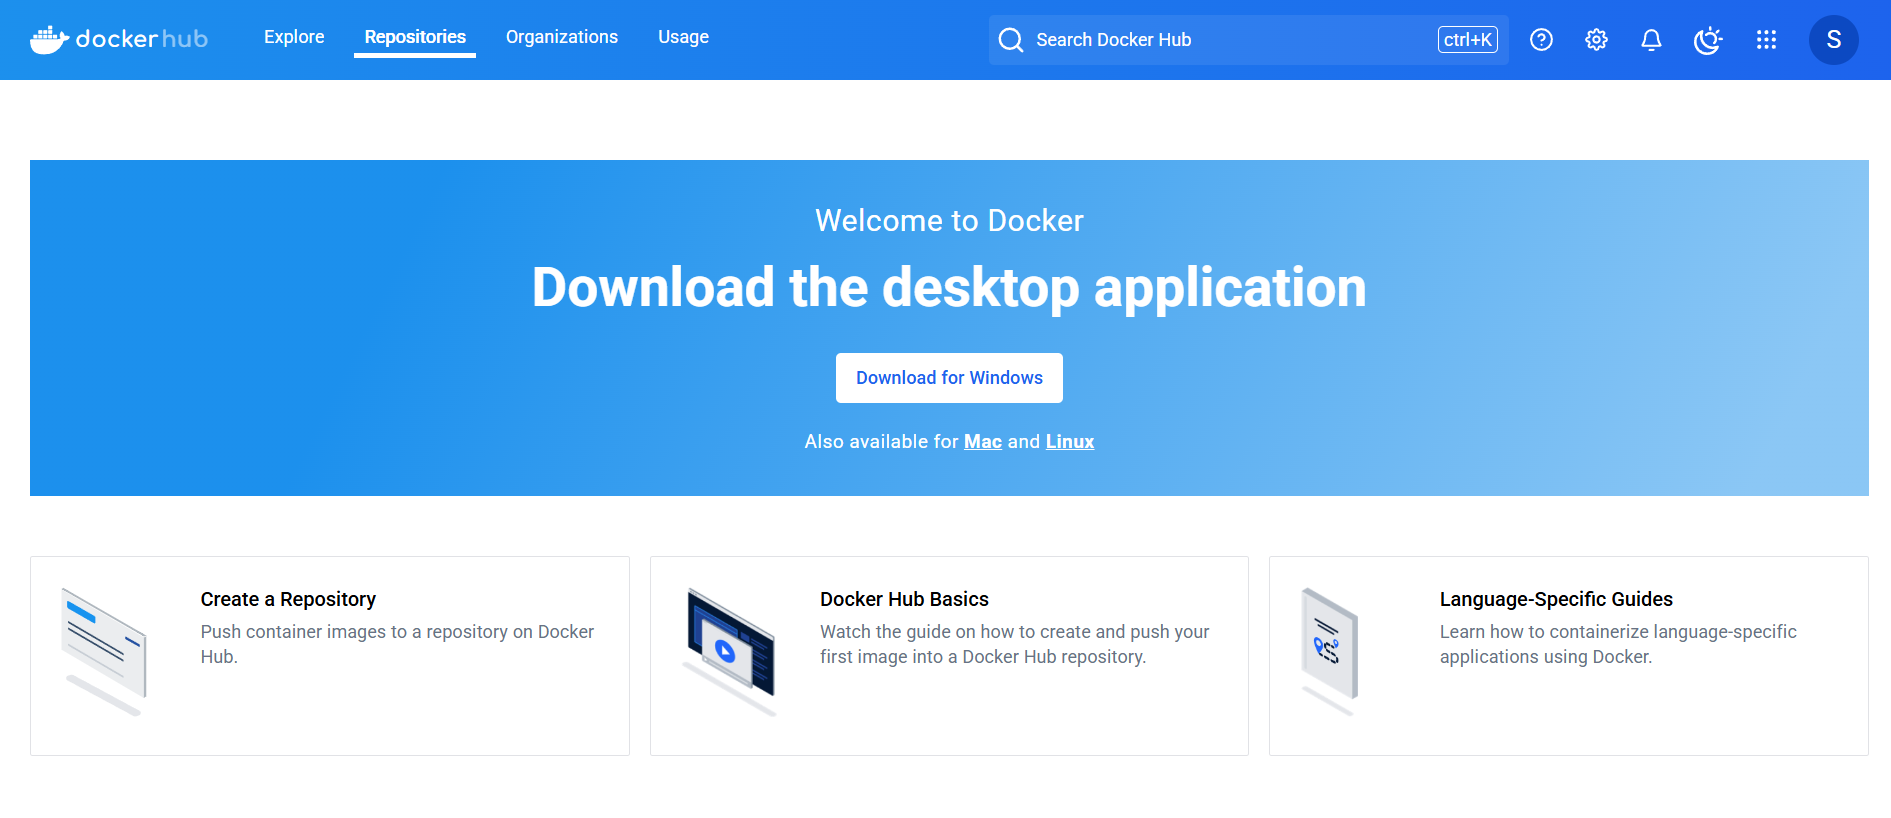 dockerhub
Explore
Repositories
Organizations
Usage
Search Docker Hub
ctrl+K
S
Welcome to Docker
Download the desktop application
Download for Windows
Also available for Mac and Linux
Create a Repository
Push container images to a repository on Docker
Hub.
Docker Hub Basics
Watch the guide on how to create and push your
first image into a Docker Hub repository.
Language-Specific Guides
Learn how to containerize language-specific
applications using Docker.